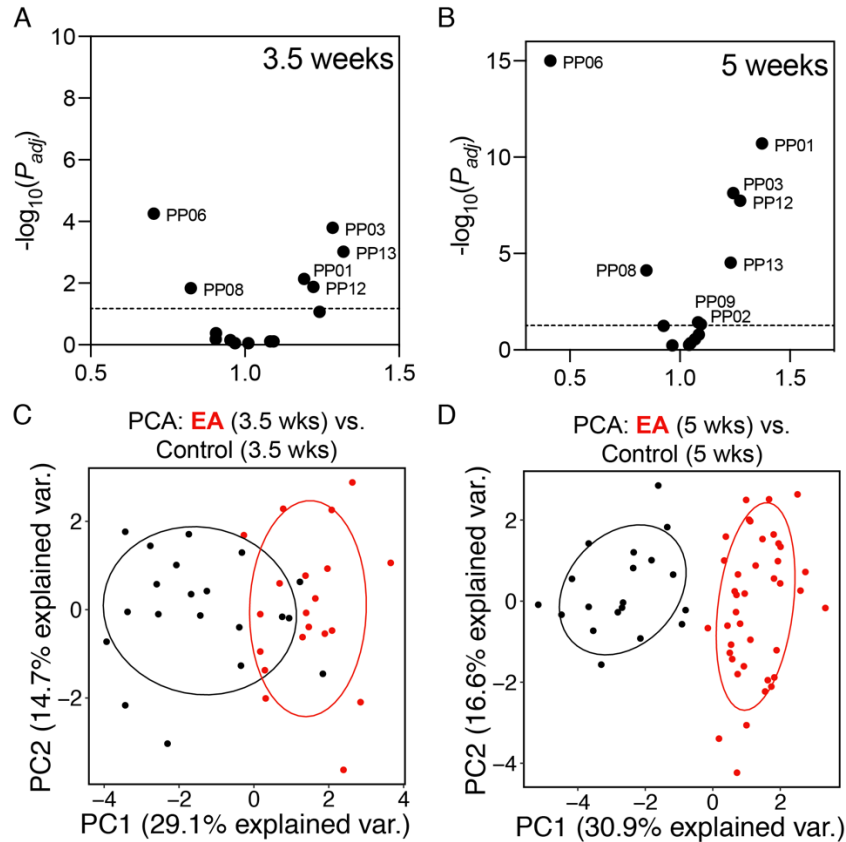 A
3.5 weeks
-log10(Padj)
10
8
6
4
2
0
PP06
PP03
PP13
PP01
PP12
PP08
0.5
1.0
1.5
B
5 weeks
-log10(Padj)
15
10
5
0
PP06
PP01
PP03
PP12
PP13
PP08
PP09
PP02
0.5
1.0
1.5
C
PCA: EA (3.5 wks) vs.
Control (3.5 wks)
PC2 (14.7% explained var.)
2
0
−2
−4
−2
0
2
4
PC1 (29.1% explained var.)
D
PCA: EA (5 wks) vs.
Control (5 wks)
PC2 (16.6% explained var.)
2
0
−2
−4
−4
−2
0
2
PC1 (30.9% explained var.)